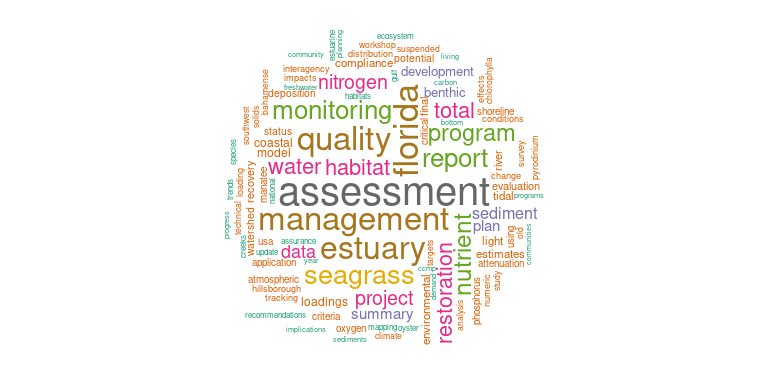 ecosystem
estuarine
planning
workshop
suspended
community
distribution
potential
living
compliance
interagency
gulf
development
impacts
nitrogen
carbon
effects
chlorophylla
freshwater
deposition
habitats
benthic
bahamense
monitoring
florida
critical
final
total
shoreline
conditions
bottom
southwest
solids
status
quality
program
coastal
model
water
habitat
report
river
survey
pyrodinium
species
recovery
manatee
national
assessment
change
evaluation
trends
loading
tidal
programs
progress
technical
watershed
management
nutrient
sediment
plan
creeks
usa
assurance
estuary
targets
light
using
old
communities
update
data
estimates
attenuation
application
year
seagrass
ccmp
demand
restoration
atmospheric
hillsborough
tracking
loadings
project
environmental
analysis
phosphorus
numeric
study
recommendations
criteria
summary
implications
oxygen
mapping
oyster
climate
sediments